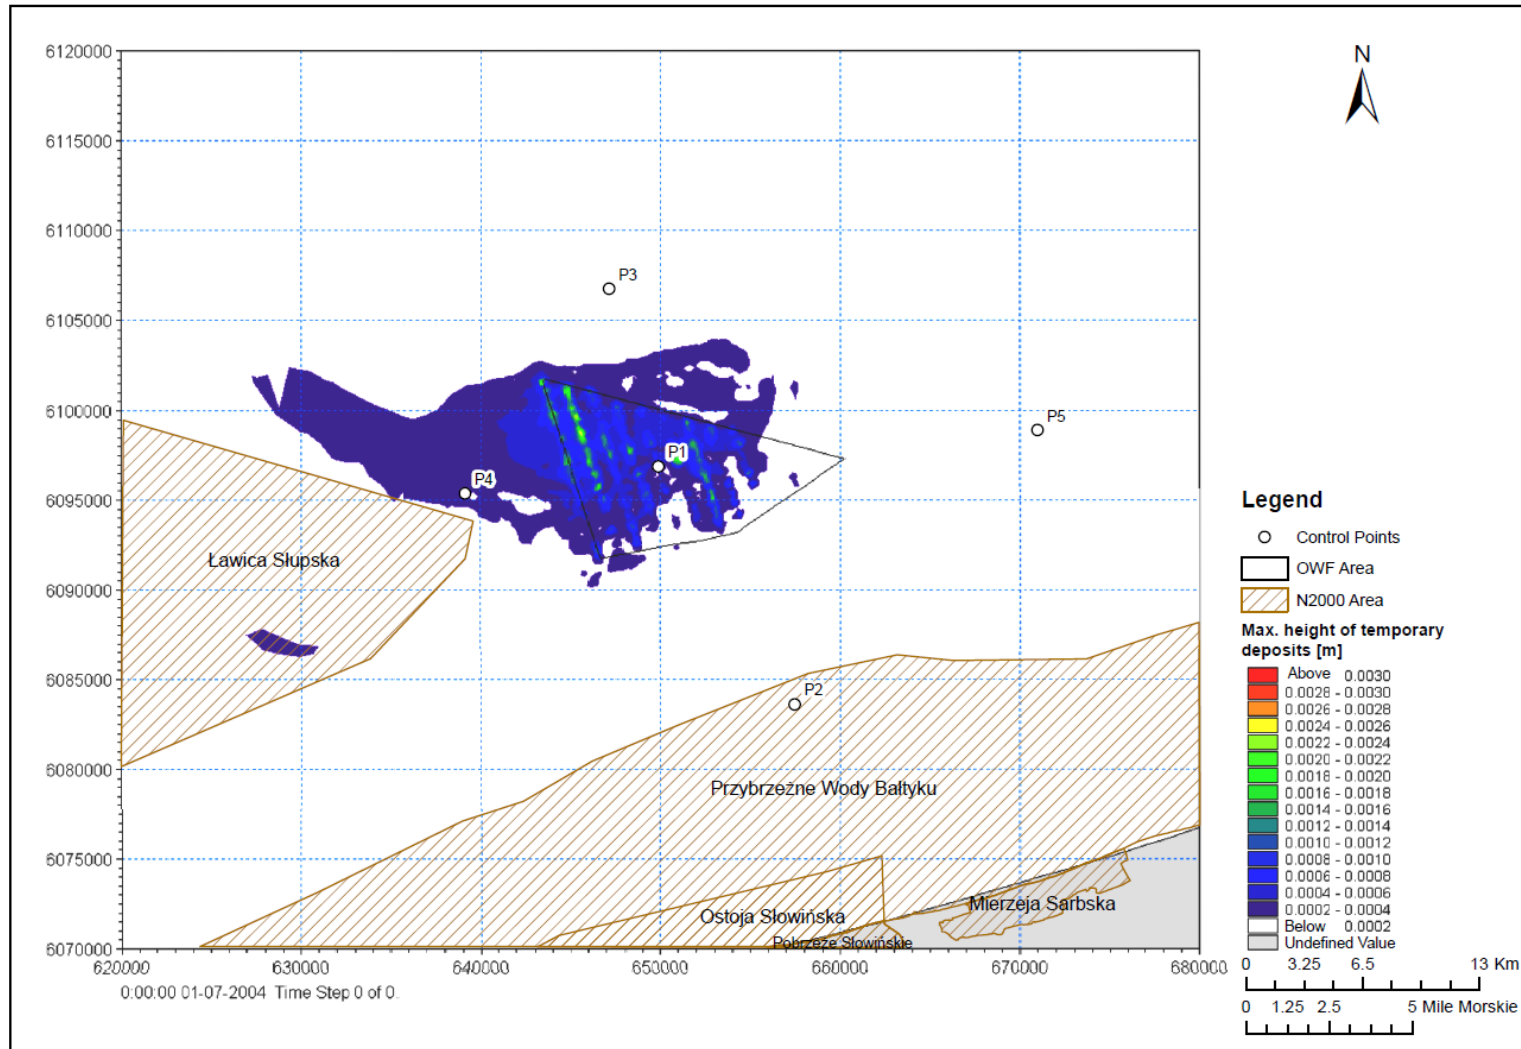 N
6120000
6115000
6110000
6105000
6100000
6095000
6090000
6085000
6080000
6075000
6070000
620000
630000
640000
650000
660000
670000
680000
P3
P5
P1
P4
Ławica Słupska
P2
Przybrzeżne Wody Bałtyku
Ostoja Słowińska
Mierzeja Sarbska
Pobrzeże Słowińskie
0:00:00 01-07-2004 Time Step 0 of 0.
Legend
Control Points
OWF Area
N2000 Area
Max. height of temporary
deposits [m]
Above 0.0030
0.0028 - 0.0030
0.0026 - 0.0028
0.0024 - 0.0026
0.0022 - 0.0024
0.0020 - 0.0022
0.0018 - 0.0020
0.0016 - 0.0018
0.0014 - 0.0016
0.0012 - 0.0014
0.0010 - 0.0012
0.0008 - 0.0010
0.0006 - 0.0008
0.0004 - 0.0006
0.0002 - 0.0004
Below 0.0002
Undefined Value
0 3.25 6.5 13 Km
0 1.25 2.5 5 Mile Morskie